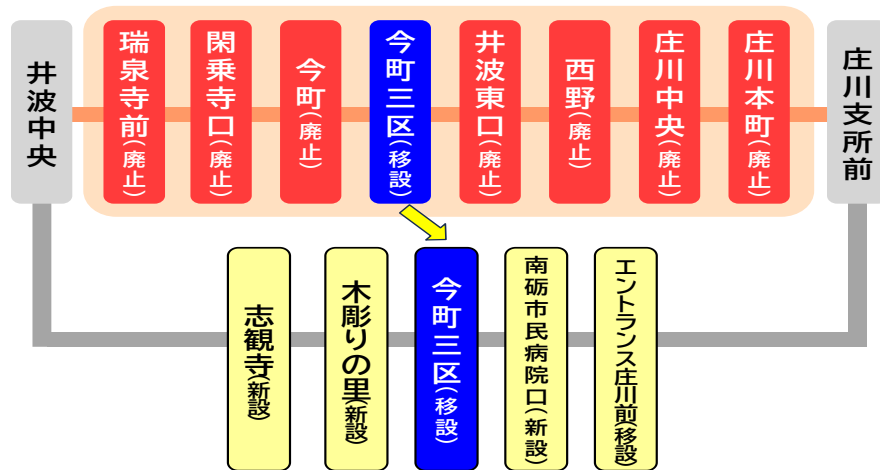 井波中央
瑞泉寺前(廃止)
閑乗寺口(廃止)
今町(廃止)
今町三区(移設)
井波東口(廃止)
西野(廃止)
庄川中央(廃止)
庄川本町(廃止)
庄川支所前
志観寺(新設)
木彫りの里(新設)
今町三区(移設)
南砺市民病院口(新設)
エントランス庄川前(移設)